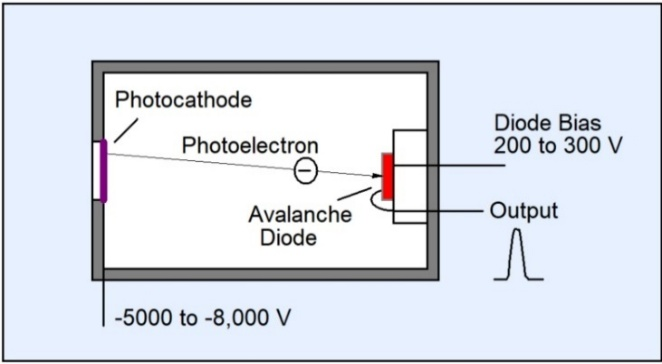 Photocathode
Photoelectron
Diode Bias
200 to 300 V
Avalanche
Diode
Output
-5000 to -8,000 V